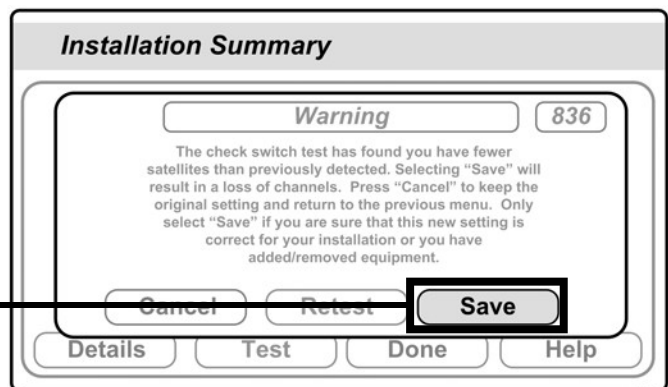 Installation Summary
Warning 836
The check switch test has found you have fewer
satellites than previously detected. Selecting “Save” will
result in a loss of channels.  Press “Cancel” to keep the
original setting and return to the previous menu.  Only
select “Save” if you are sure that this new setting is
correct for your installation or you have
added/removed equipment.
Cancel Retest Save
Details Test Done Help